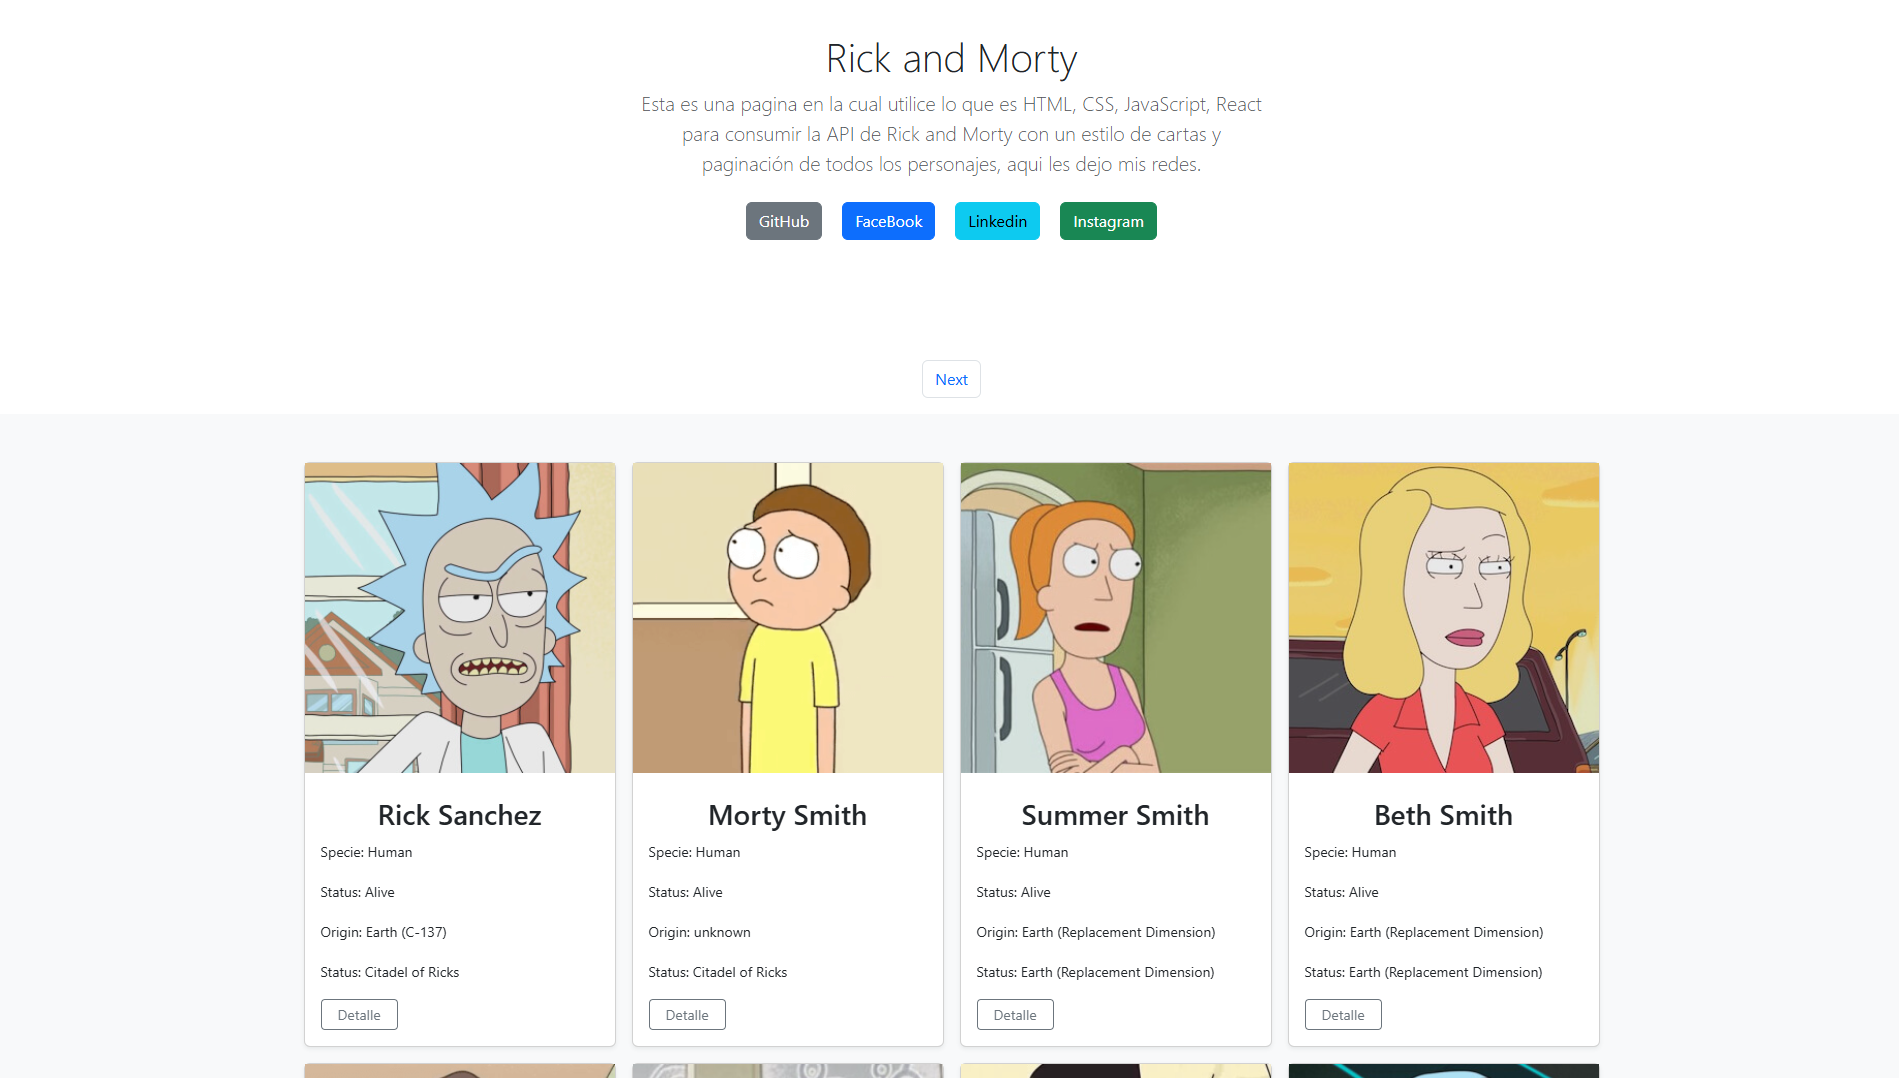 Rick and Morty
Esta es una pagina en la cual utilice lo que es HTML, CSS, JavaScript, React
para consumir la API de Rick and Morty con un estilo de cartas y
paginación de todos los personajes, aqui les dejo mis redes.
GitHub
FaceBook
Linkedin
Instagram
Next
Rick Sanchez
Specie: Human
Status: Alive
Origin: Earth (C-137)
Status: Citadel of Ricks
Detalle
Morty Smith
Specie: Human
Status: Alive
Origin: unknown
Status: Citadel of Ricks
Detalle
Summer Smith
Specie: Human
Status: Alive
Origin: Earth (Replacement Dimension)
Status: Earth (Replacement Dimension)
Detalle
Beth Smith
Specie: Human
Status: Alive
Origin: Earth (Replacement Dimension)
Status: Earth (Replacement Dimension)
Detalle